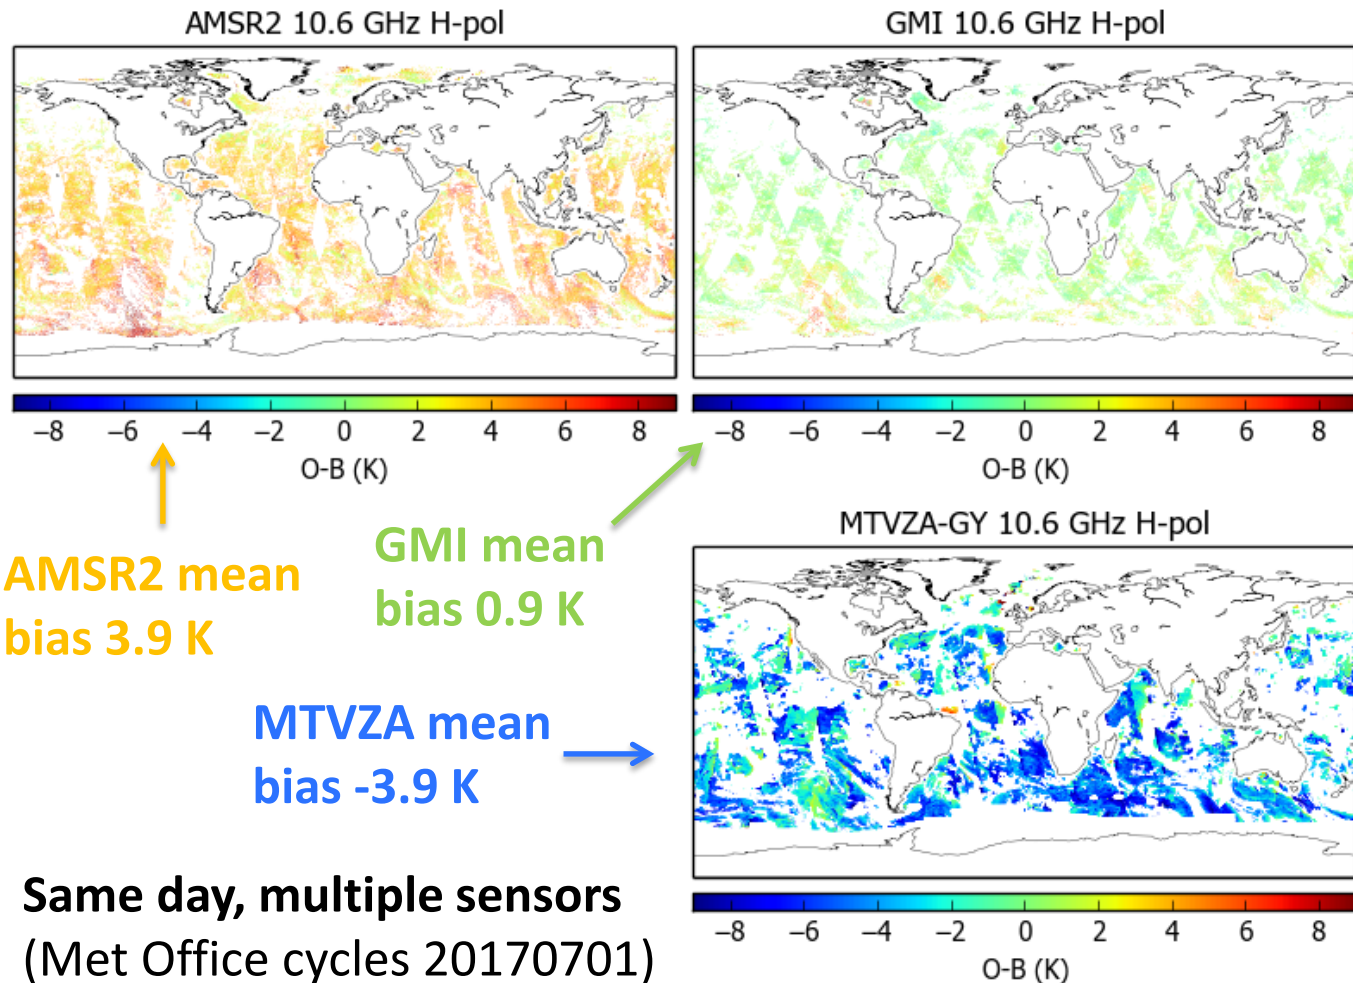 AMSR2 10.6 GHz H-pol
GMI 10.6 GHz H-pol
−8 −6 −4 −2 0 2 4 6 8
O-B (K)
−8 −6 −4 −2 0 2 4 6 8
O-B (K)
AMSR2 mean
bias 3.9 K
GMI mean
bias 0.9 K
MTVZA-GY 10.6 GHz H-pol
MTVZA mean
bias -3.9 K
−8 −6 −4 −2 0 2 4 6 8
O-B (K)
Same day, multiple sensors
(Met Office cycles 20170701)